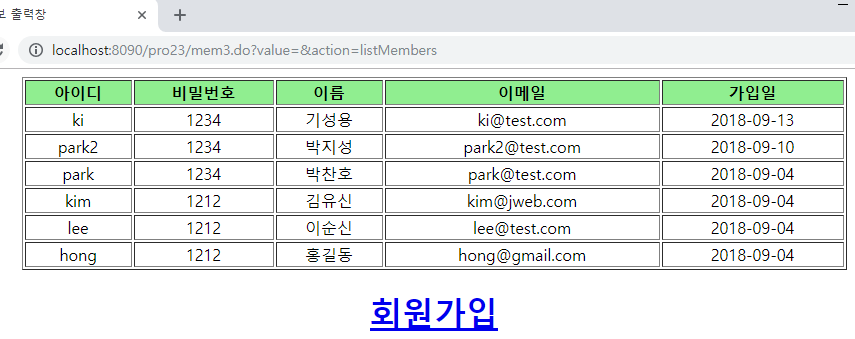 보 출력창
localhost:8090/pro23/mem3.do?value=&action=listMembers
아이디 비밀번호 이름 이메일 가입일
ki 1234 기성용 ki@test.com 2018-09-13
park2 1234 박지성 park2@test.com 2018-09-10
park 1234 박찬호 park@test.com 2018-09-04
kim 1212 김유신 kim@jweb.com 2018-09-04
lee 1212 이순신 lee@test.com 2018-09-04
hong 1212 홍길동 hong@gmail.com 2018-09-04
회원가입